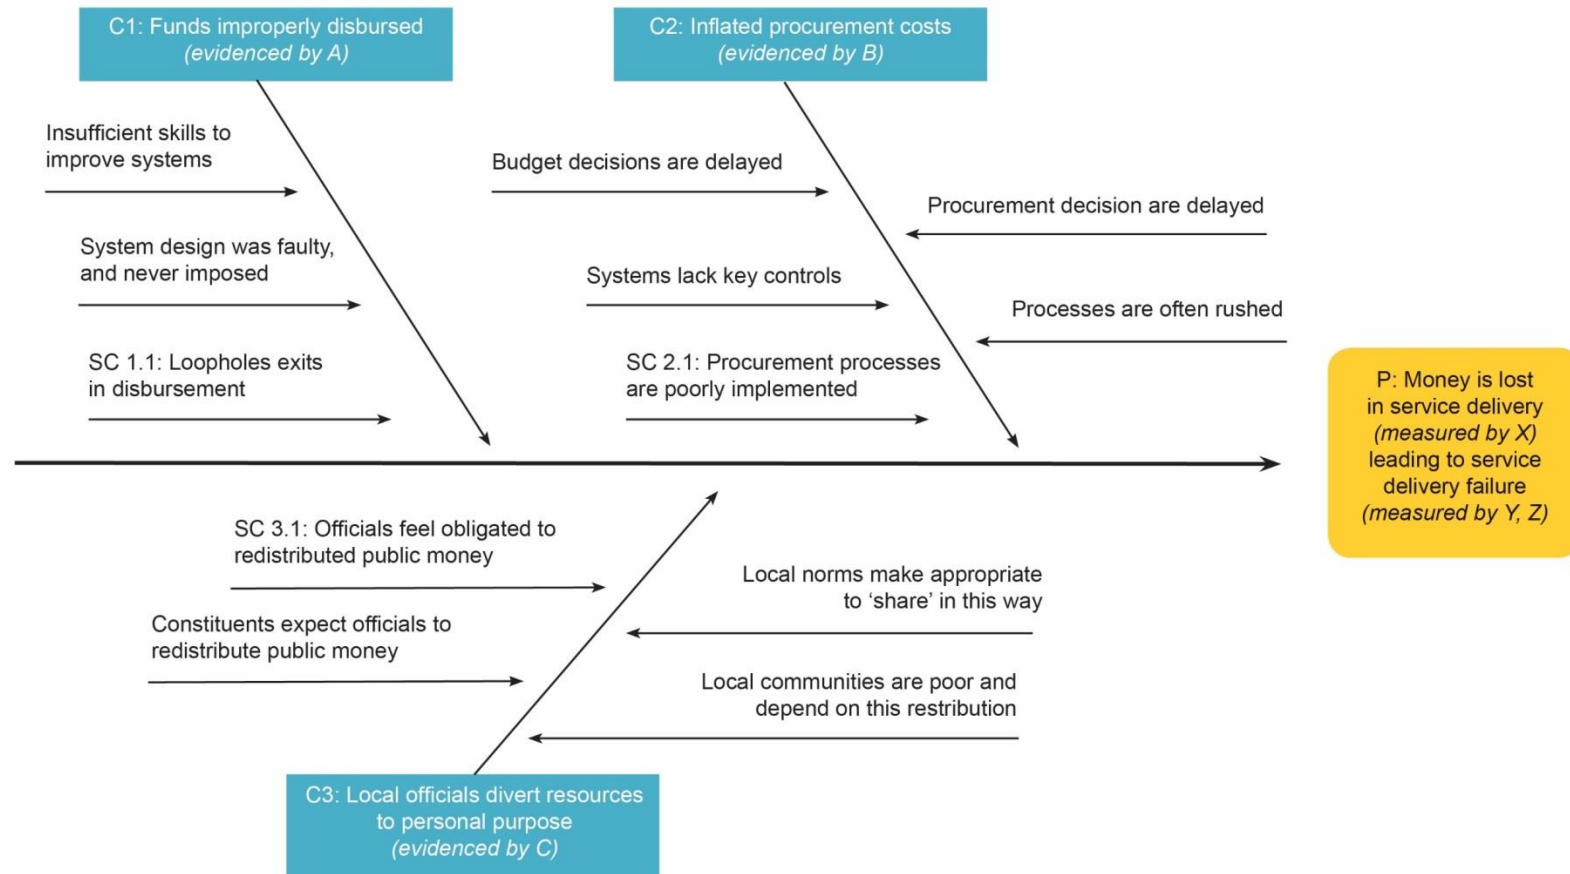 C1: Funds improperly disbursed
(evidenced by A)
Insufficient skills to
improve systems
System design was faulty,
and never imposed
SC 1.1: Loopholes exits
in disbursement
C2: Inflated procurement costs
(evidenced by B)
Budget decisions are delayed
Systems lack key controls
SC 2.1: Procurement processes
are poorly implemented
Procurement decision are delayed
Processes are often rushed
P: Money is lost
in service delivery
(measured by X)
leading to service
delivery failure
(measured by Y, Z)
SC 3.1: Officials feel obligated to
redistributed public money
Constituents expect officials to
redistribute public money
Local norms make appropriate
to ‘share’ in this way
Local communities are poor and
depend on this restribution
C3: Local officials divert resources
to personal purpose
(evidenced by C)